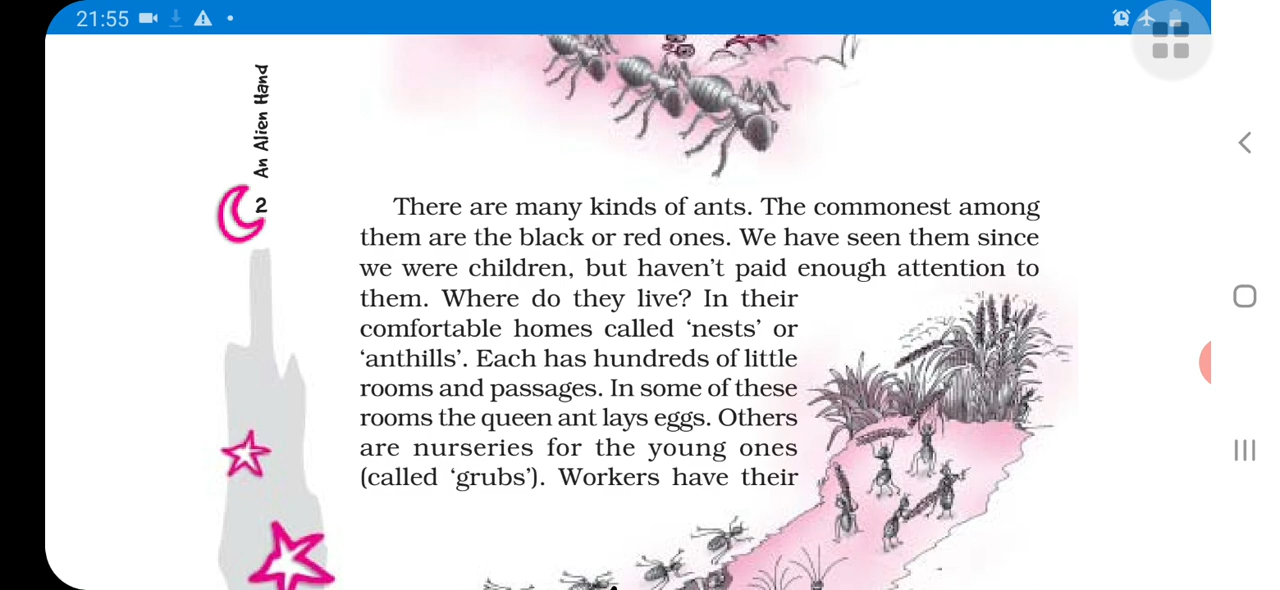 21:55
An Alien Hand
2
There are many kinds of ants. The commonest among
them are the black or red ones. We have seen them since
we were children, but haven't paid enough attention to
them. Where do they live? In their
comfortable homes called ‘nests’ or
‘anthills’. Each has hundreds of little
rooms and passages. In some of these
rooms the queen ant lays eggs. Others
are nurseries for the young ones
(called ‘grubs’). Workers have their